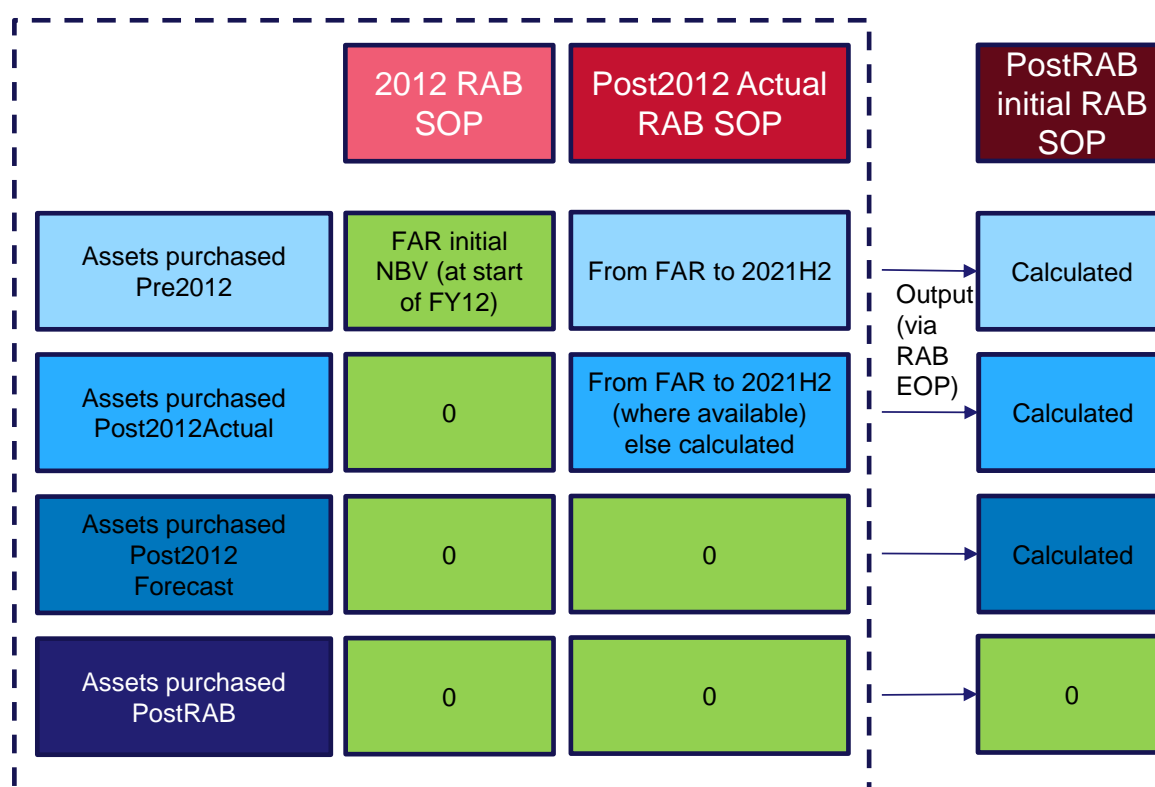 2012 RAB
SOP
Post2012 Actual
RAB SOP
PostRAB
initial RAB
SOP
Assets purchased
Pre2012
FAR initial
NBV (at start
of FY12)
From FAR to 2021H2
Calculated
Output
(via
RAB
EOP)
Assets purchased
Post2012Actual
0
From FAR to 2021H2
(where available)
else calculated
Calculated
Assets purchased
Post2012
Forecast
0
0
Calculated
Assets purchased
PostRAB
0
0
0